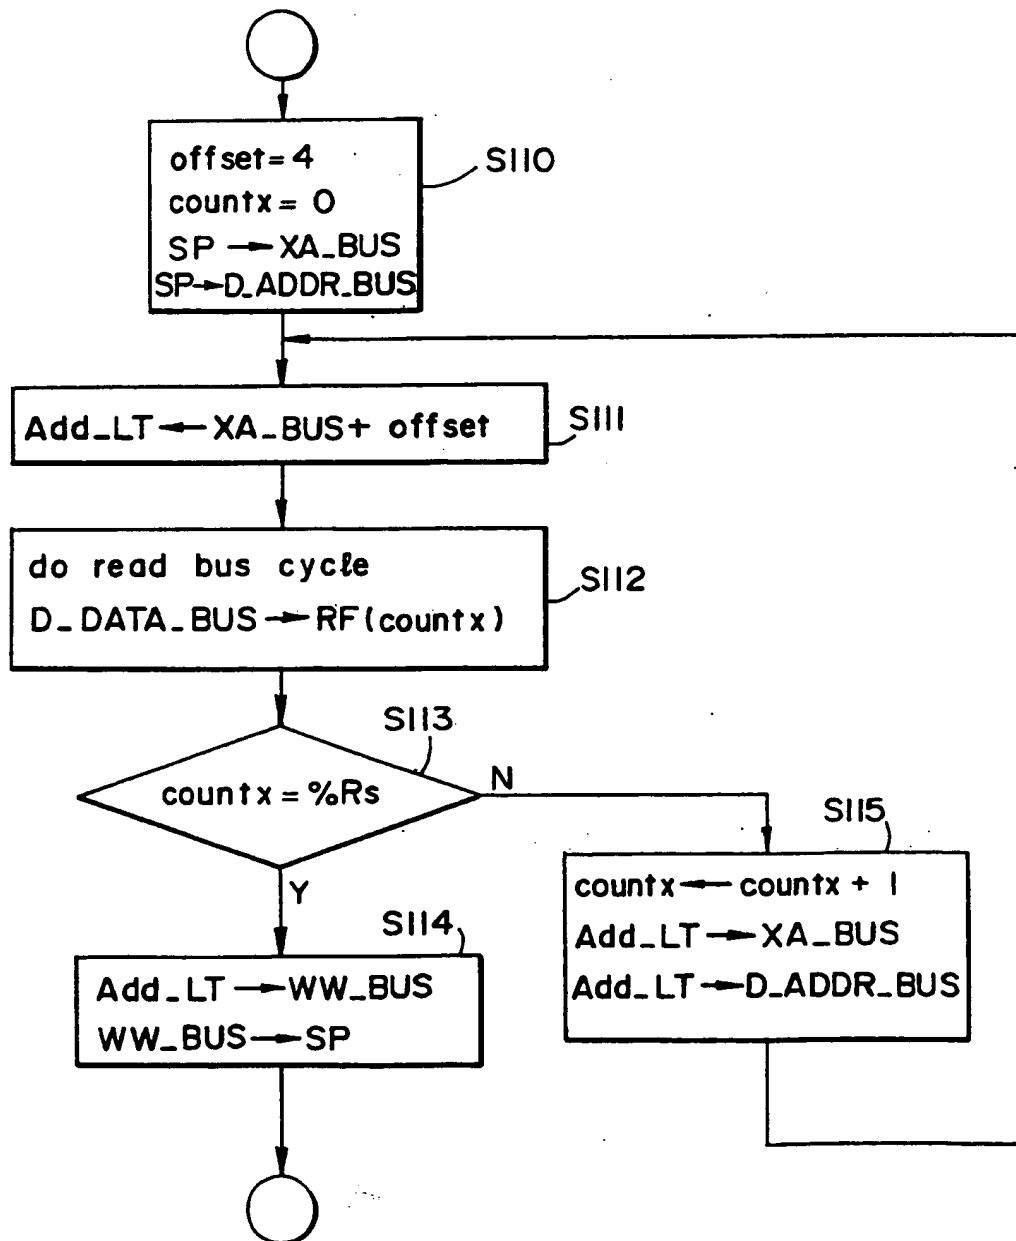 offset=4
countx = 0
SP → XA_BUS
SP→D_ADDR_BUS
S110
Add_LT ← XA_BUS+ offset
S111
do read bus cycle
D_DATA_BUS → RF(countx)
S112
S113
countx = %Rs
N
Y
S115
countx ← countx + 1
Add_LT → XA_BUS
Add_LT → D_ADDR_BUS
S114
Add_LT → WW_BUS
WW_BUS → SP